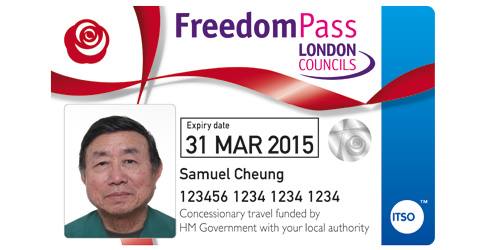 FreedomPass
LONDON
COUNCILS
Expiry date
31 MAR 2015
Samuel Cheung
123456 1234 1234 1234
Concessionary travel funded by
HM Government with your local authority
ITSO™